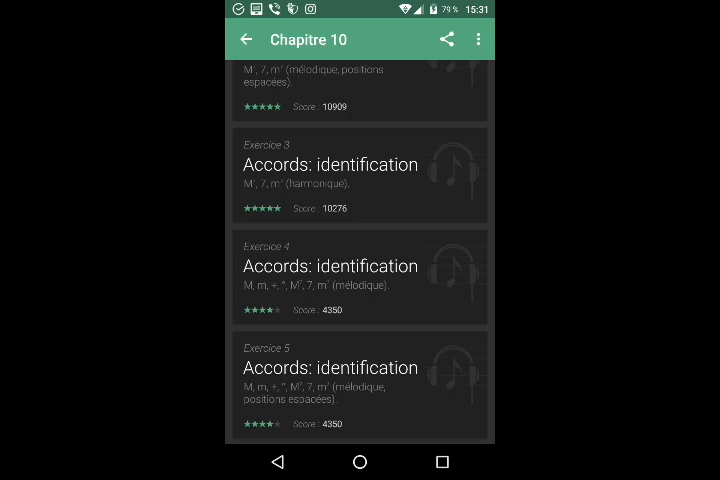 79 % 15:31
Chapitre 10
M⁷, 7, m⁷ (mélodique, positions
espacées).
Score : 10909
Exercice 3
Accords: identification
M⁷, 7, m⁷ (harmonique).
Score : 10276
Exercice 4
Accords: identification
M, m, +, °, M⁷, 7, m⁷ (mélodique).
Score : 4350
Exercice 5
Accords: identification
M, m, +, °, M⁷, 7, m⁷ (mélodique,
positions espacées).
Score : 4350